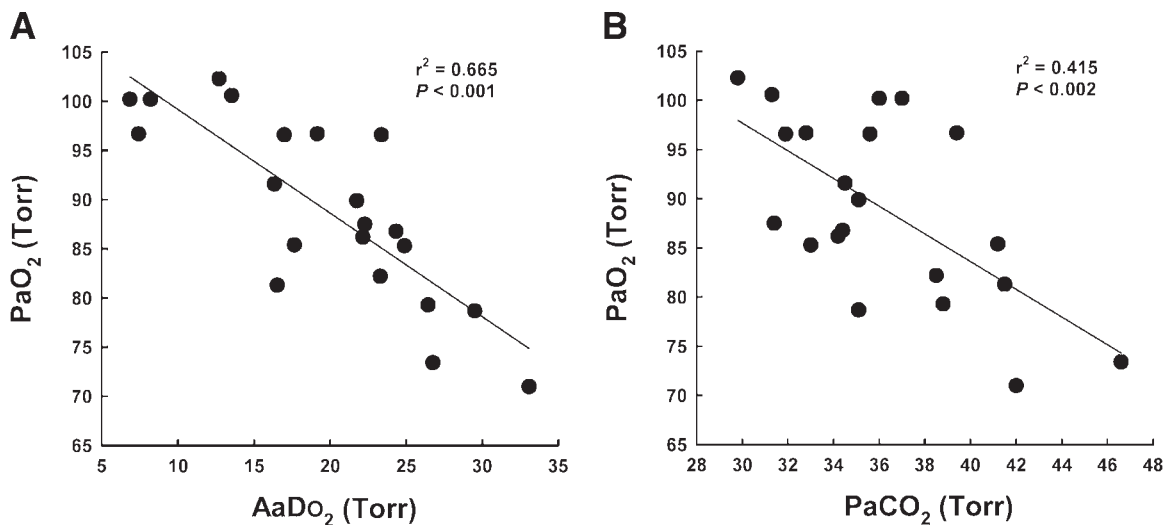 A
r² = 0.665
P < 0.001
105
100
95
90
85
80
75
70
65
PaO₂ (Torr)
5 10 15 20 25 30 35
AaDO₂ (Torr)
B
r² = 0.415
P < 0.002
105
100
95
90
85
80
75
70
65
PaO₂ (Torr)
28 30 32 34 36 38 40 42 44 46 48
PaCO₂ (Torr)